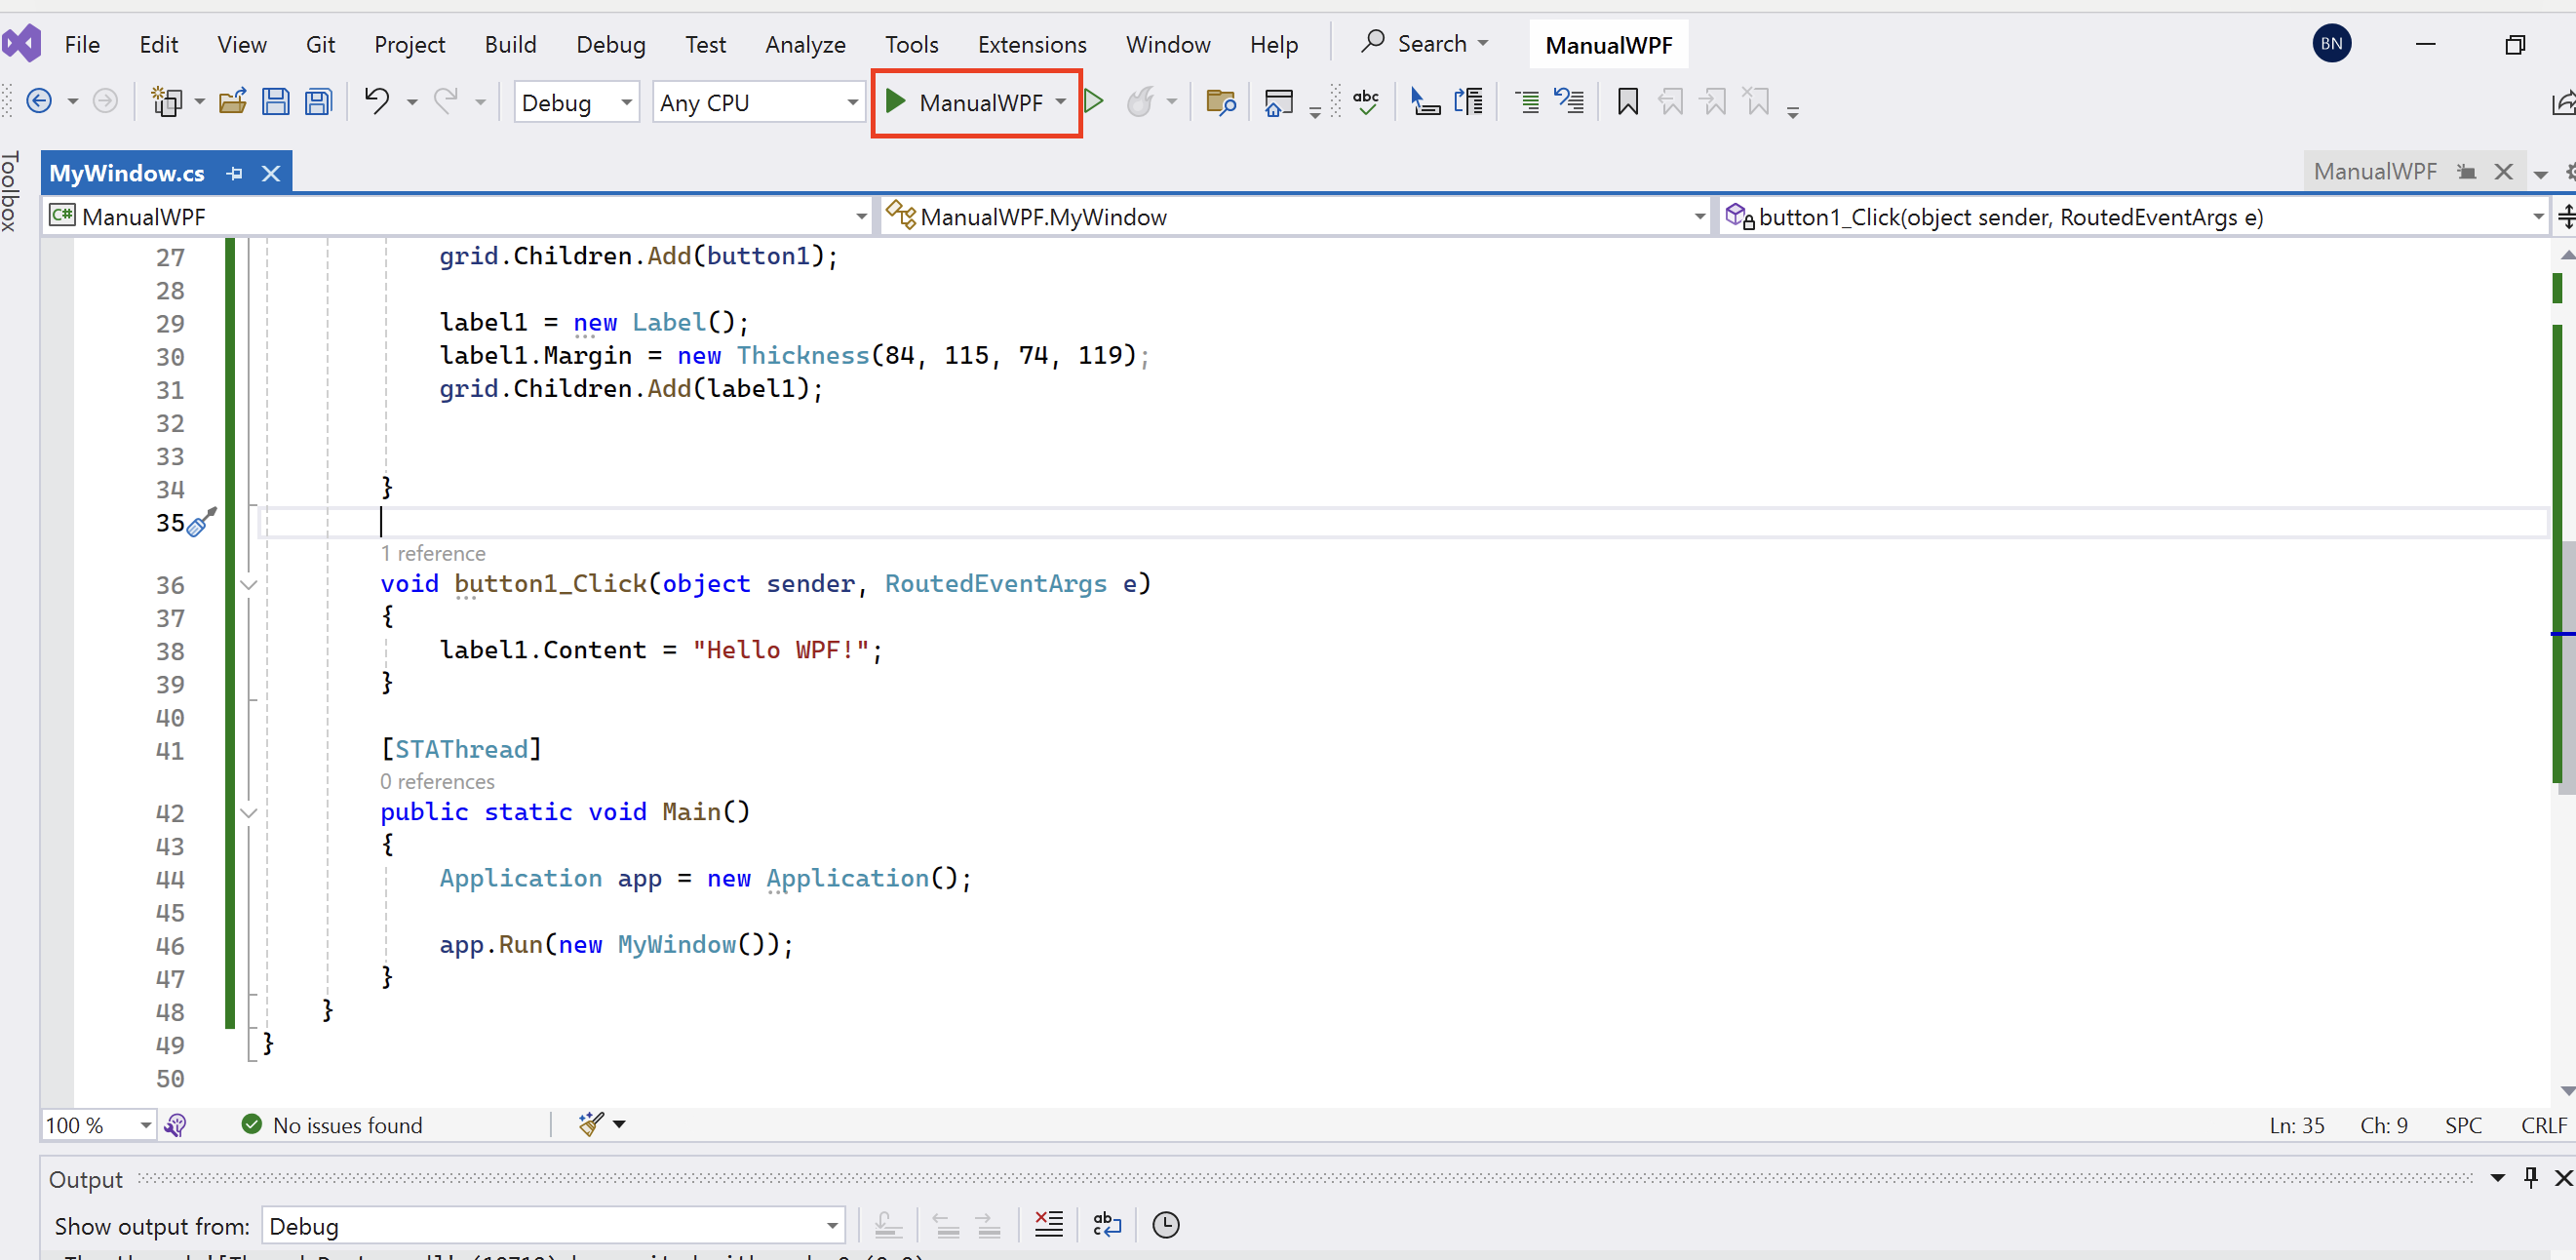 File Edit View Git Project Build Debug Test Analyze Tools Extensions Window Help Search ManualWPF BN
Debug Any CPU ManualWPF
Toolbox
MyWindow.cs ManualWPF
C# ManualWPF ManualWPF.MyWindow button1_Click(object sender, RoutedEventArgs e)
27 grid.Children.Add(button1);
28
29 label1 = new Label();
30 label1.Margin = new Thickness(84, 115, 74, 119);
31 grid.Children.Add(label1);
32
33
34 }
35
1 reference
36 void button1_Click(object sender, RoutedEventArgs e)
37 {
38 label1.Content = "Hello WPF!";
39 }
40
41 [STAThread]
0 references
42 public static void Main()
43 {
44 Application app = new Application();
45
46 app.Run(new MyWindow());
47 }
48 }
49 }
50
100 % No issues found Ln: 35 Ch: 9 SPC CRLF
Output
Show output from: Debug